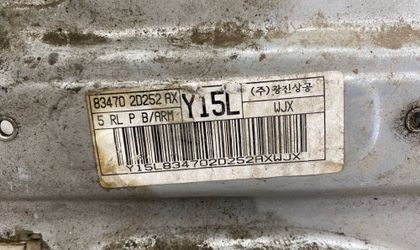 83470 2D252 AX Y15L (주)광진상공
5 RL P B/ARM WJX
Y15L834702D252AXWJX